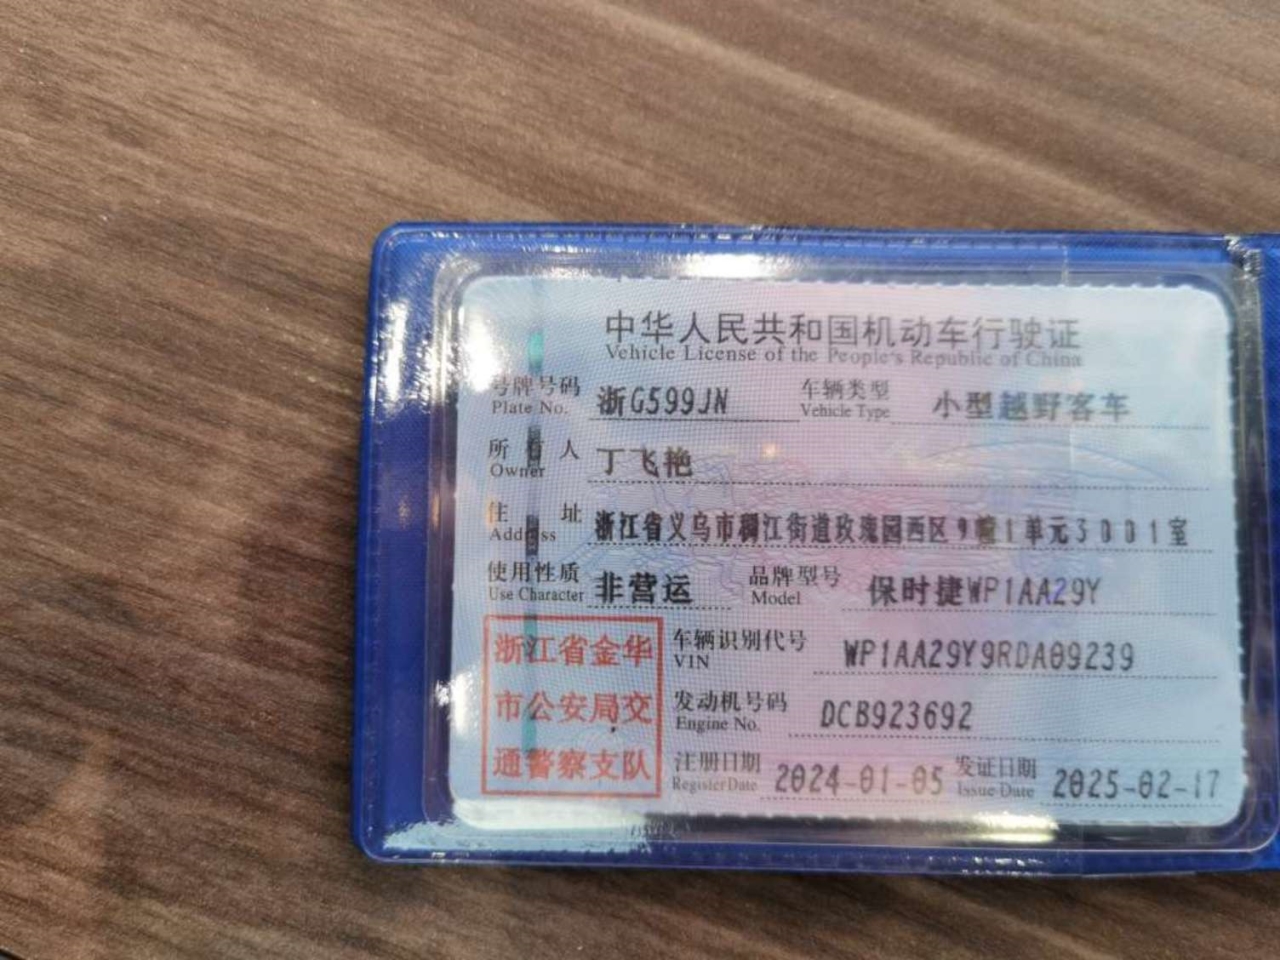 中华人民共和国机动车行驶证
Vehicle License of the People's Republic of China
号牌号码 浙G599JN 车辆类型 小型越野客车
Plate No. Vehicle Type
所有人 丁飞艳
Owner
住址 浙江省义乌市稠江街道玫瑰园西区9幢1单元3001室
Address
使用性质 非营运 品牌型号 保时捷WP1AA29Y
Use Character Model
车辆识别代号 WP1AA29Y9RDA09239
VIN
发动机号码 DCB923692
Engine No.
注册日期 2024-01-05 发证日期 2025-02-17
Register Date Issue Date
浙江省金华
市公安局交
通警察支队